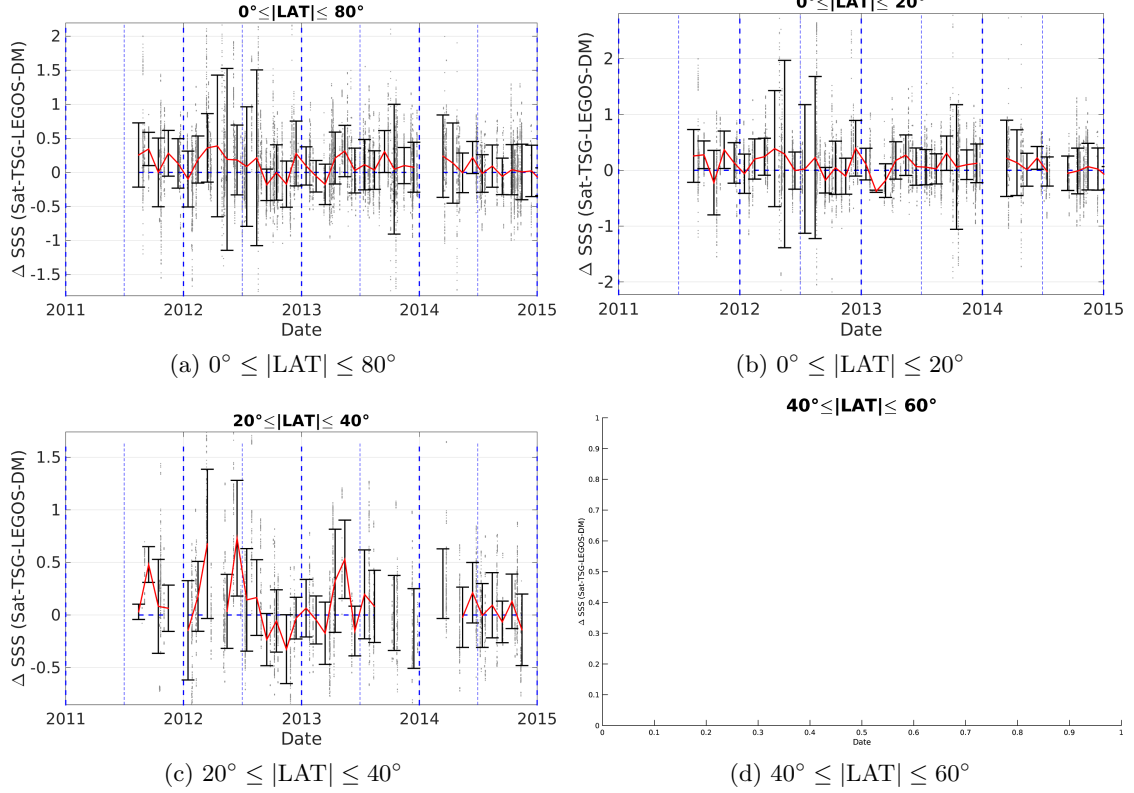 0°≤|LAT|≤ 80°
Δ SSS (Sat-TSG-LEGOS-DM)
2
1.5
1
0.5
0
-0.5
-1
-1.5
2011 2012 2013 2014 2015
Date
(a) 0° ≤ |LAT| ≤ 80°
0°≤|LAT|≤ 20°
Δ SSS (Sat-TSG-LEGOS-DM)
2
1
0
-1
-2
2011 2012 2013 2014 2015
Date
(b) 0° ≤ |LAT| ≤ 20°
20°≤|LAT|≤ 40°
Δ SSS (Sat-TSG-LEGOS-DM)
1.5
1
0.5
0
-0.5
2011 2012 2013 2014 2015
Date
(c) 20° ≤ |LAT| ≤ 40°
40°≤|LAT|≤ 60°
Δ SSS (Sat-TSG-LEGOS-DM)
1
0.9
0.8
0.7
0.6
0.5
0.4
0.3
0.2
0.1
0
0 0.1 0.2 0.3 0.4 0.5 0.6 0.7 0.8 0.9 1
Date
(d) 40° ≤ |LAT| ≤ 60°